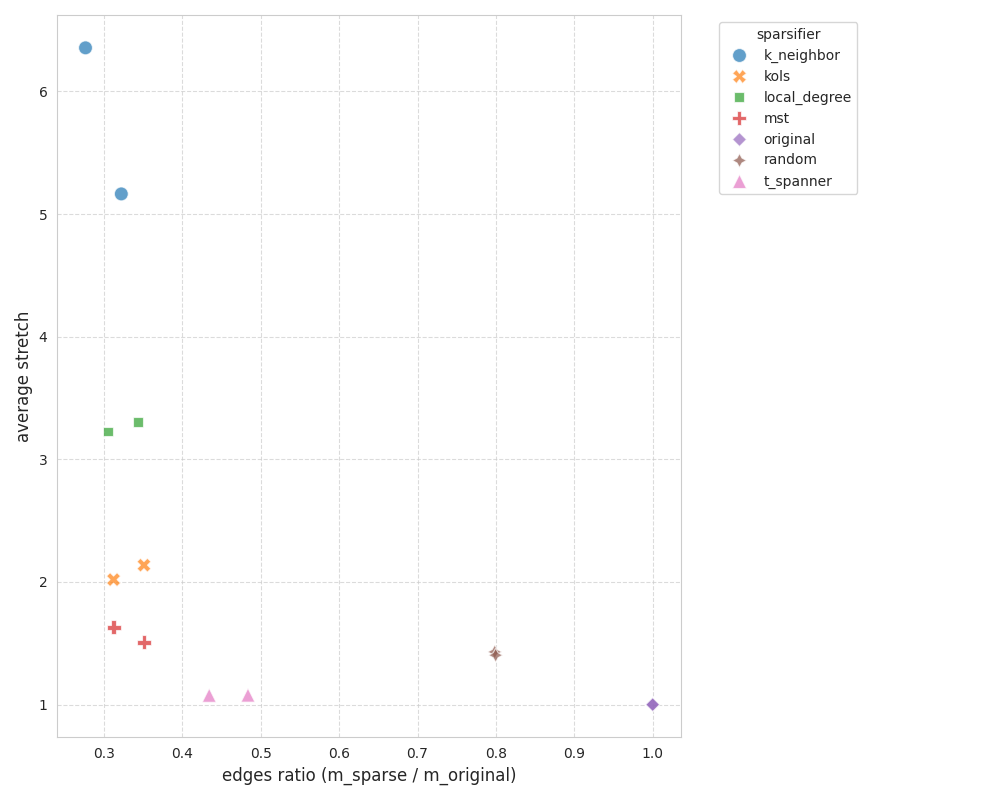 sparsifier
k_neighbor
kols
local_degree
mst
original
random
t_spanner
average stretch
6
5
4
3
2
1
0.3 0.4 0.5 0.6 0.7 0.8 0.9 1.0
edges ratio (m_sparse / m_original)